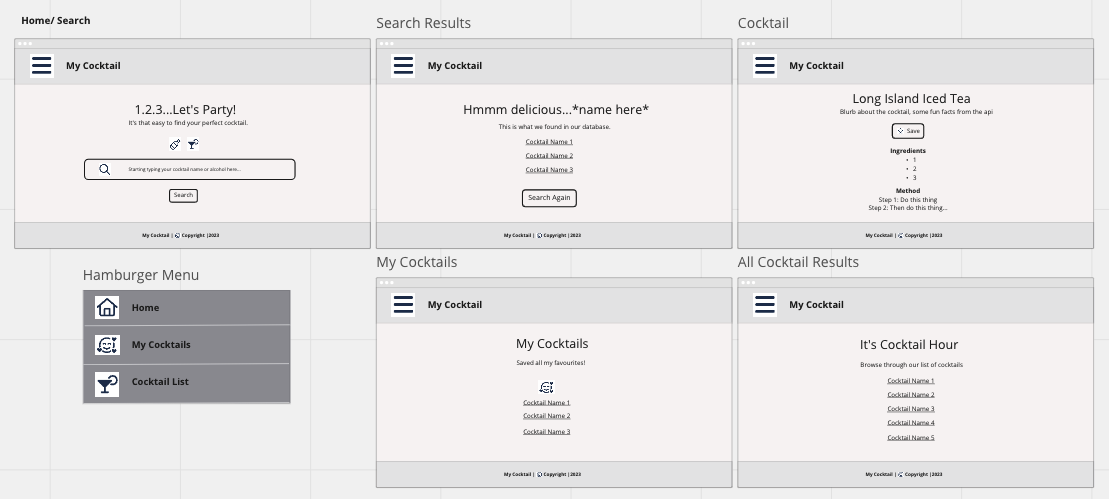 Home/ Search
My Cocktail
1.2.3...Let's Party!
It's that easy to find your perfect cocktail.
Starting typing your cocktail name or alcohol here...
Search
My Cocktail | Copyright |2023
Search Results
My Cocktail
Hmmm delicious...*name here*
This is what we found in our database.
Cocktail Name 1
Cocktail Name 2
Cocktail Name 3
Search Again
My Cocktail | Copyright |2023
Cocktail
My Cocktail
Long Island Iced Tea
Blurb about the cocktail, some fun facts from the api
Save
Ingredients
• 1
• 2
• 3
Method
Step 1: Do this thing
Step 2: Then do this thing...
My Cocktail | Copyright |2023
Hamburger Menu
Home
My Cocktails
Cocktail List
My Cocktails
My Cocktail
My Cocktails
Saved all my favourites!
Cocktail Name 1
Cocktail Name 2
Cocktail Name 3
My Cocktail | Copyright |2023
All Cocktail Results
My Cocktail
It's Cocktail Hour
Browse through our list of cocktails
Cocktail Name 1
Cocktail Name 2
Cocktail Name 3
Cocktail Name 4
Cocktail Name 5
My Cocktail | Copyright |2023